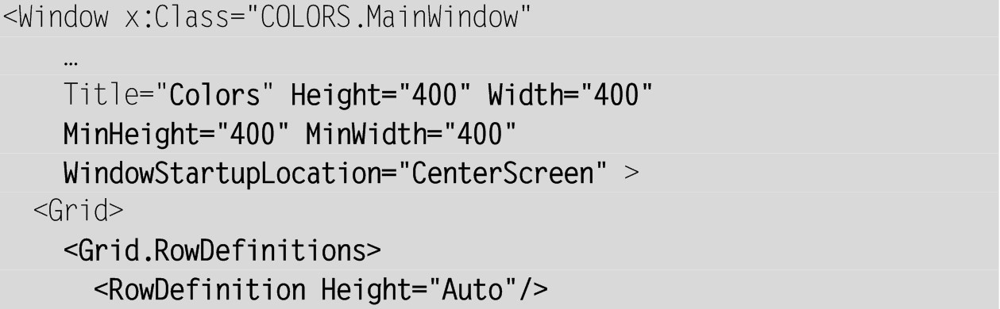 <Window x:Class="COLORS.MainWindow"
…
Title="Colors" Height="400" Width="400"
MinHeight="400" MinWidth="400"
WindowStartupLocation="CenterScreen" >
<Grid>
<Grid.RowDefinitions>
<RowDefinition Height="Auto"/>